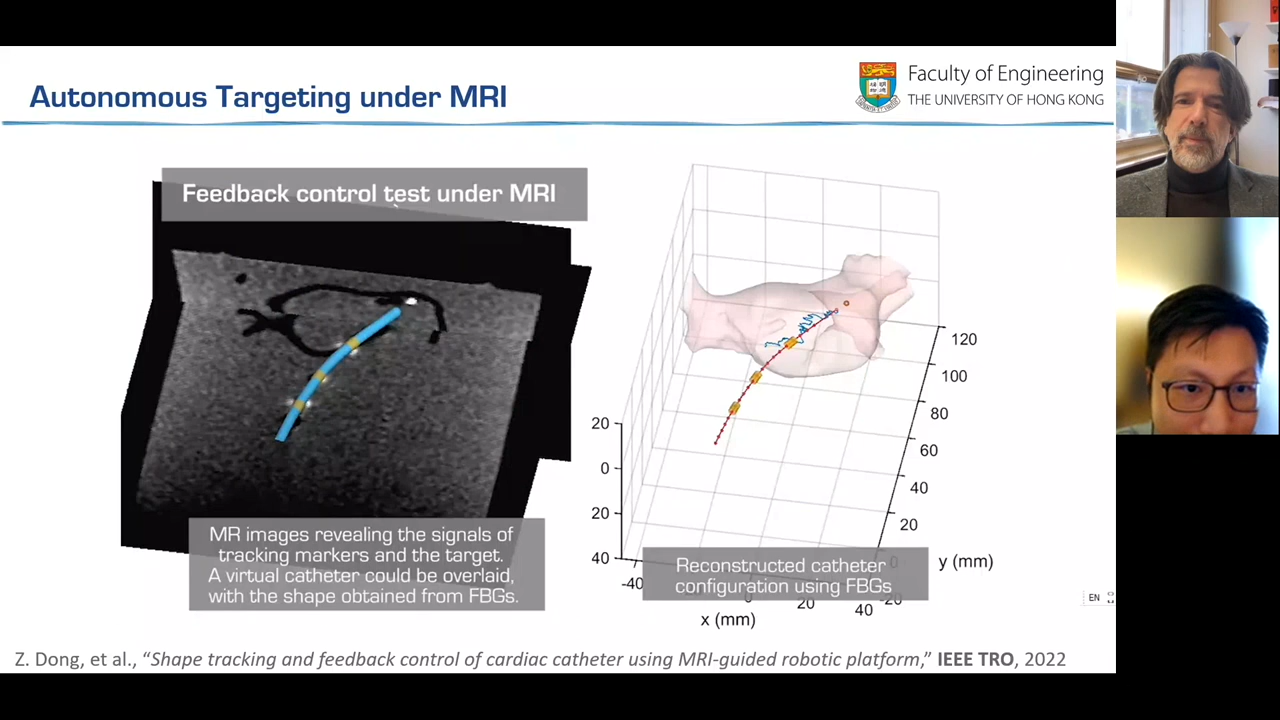 Autonomous Targeting under MRI
Faculty of Engineering
THE UNIVERSITY OF HONG KONG
Feedback control test under MRI
MR images revealing the signals of
tracking markers and the target.
A virtual catheter could be overlaid,
with the shape obtained from FBGs.
120
100
80
60
40
20
0
y (mm)
20
0
20
40
-40
0
20
40
-20
x (mm)
Reconstructed catheter
configuration using FBGs
EN
Z. Dong, et al., “Shape tracking and feedback control of cardiac catheter using MRI-guided robotic platform,” IEEE TRO, 2022